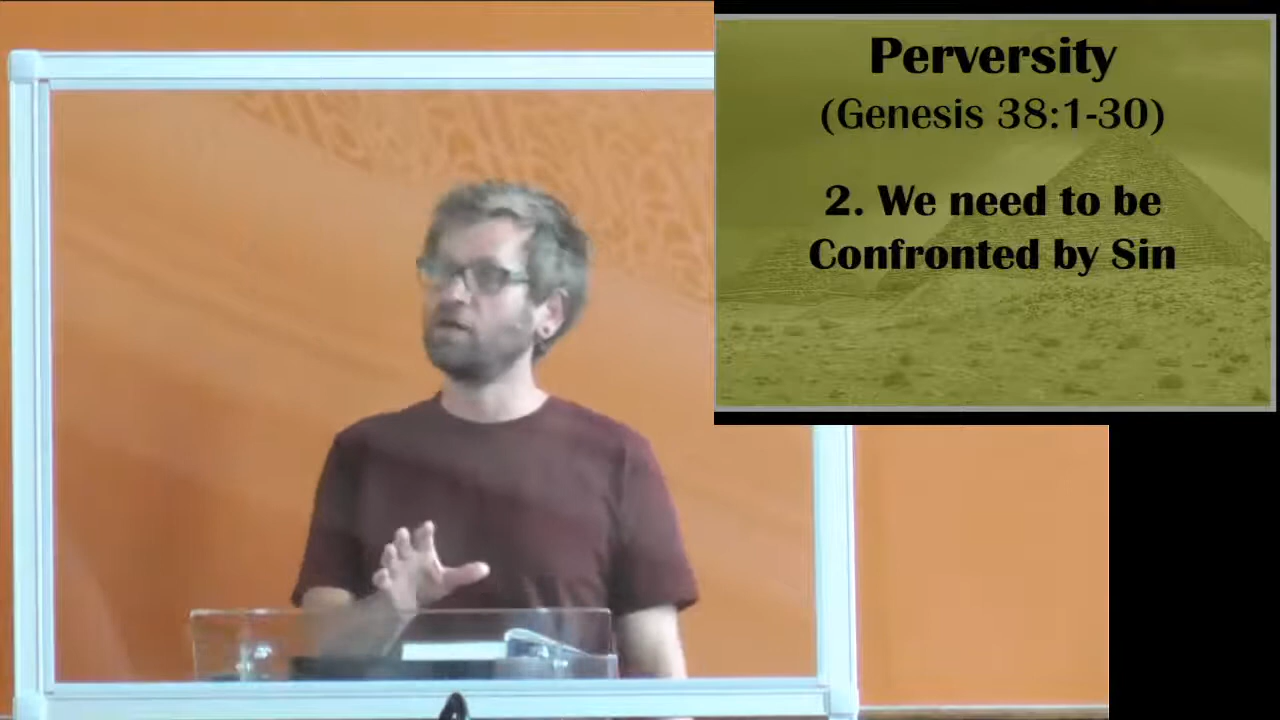 Perversity
(Genesis 38:1-30)
2. We need to be
Confronted by Sin